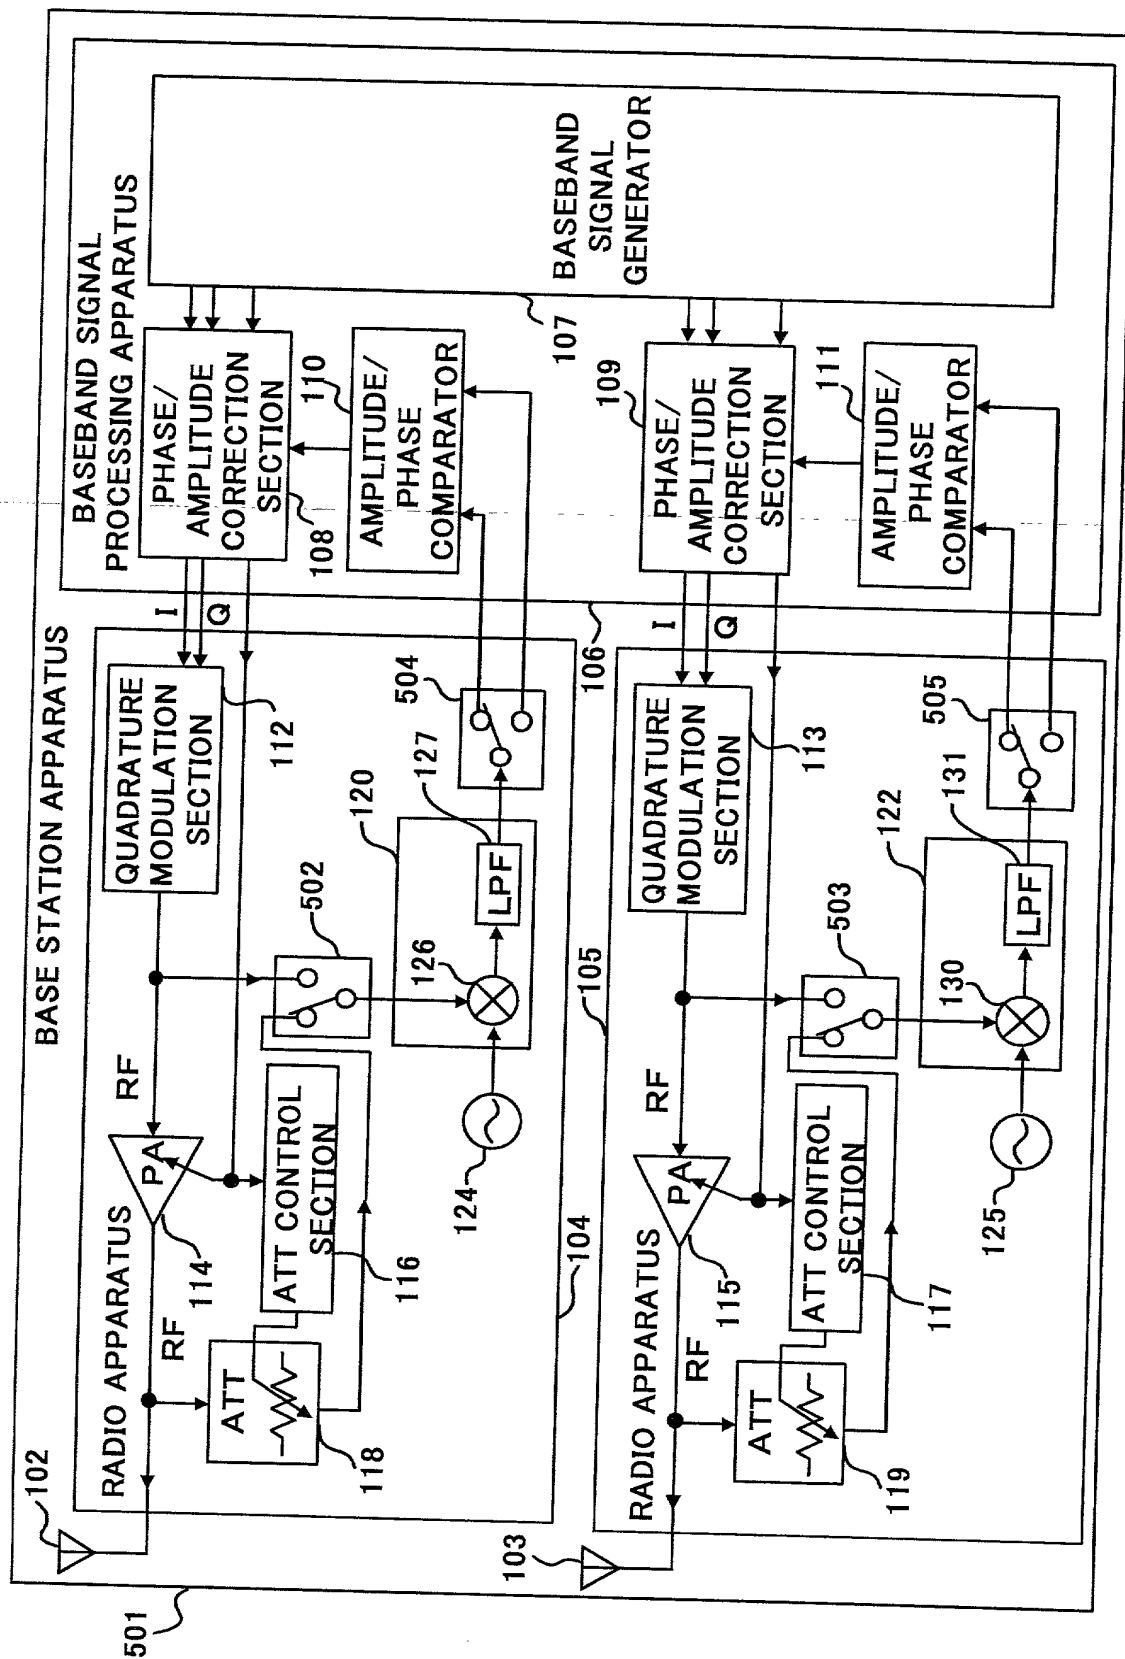 BASE STATION APPARATUS
501
BASEBAND SIGNAL
PROCESSING APPARATUS
BASEBAND
SIGNAL
GENERATOR
107
106
PHASE/
AMPLITUDE
CORRECTION
SECTION
108
110
AMPLITUDE/
PHASE
COMPARATOR
I
Q
102
RADIO APPARATUS
104
QUADRATURE
MODULATION
SECTION
112
RF
PA
114
RF
ATT
118
ATT CONTROL
SECTION
116
502
120
126
LPF
127
124
504
PHASE/
AMPLITUDE
CORRECTION
SECTION
109
111
AMPLITUDE/
PHASE
COMPARATOR
I
Q
103
RADIO APPARATUS
105
QUADRATURE
MODULATION
SECTION
113
RF
PA
115
RF
ATT
119
ATT CONTROL
SECTION
117
503
122
130
LPF
131
125
505